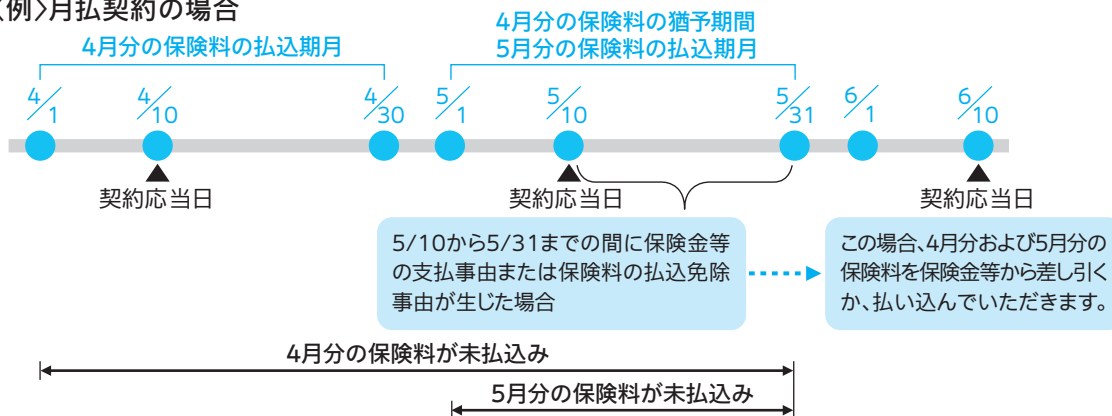 〈例〉月払契約の場合
4月分の保険料の払込期月
4月分の保険料の猶予期間
5月分の保険料の払込期月
4/1
4/10
4/30
5/1
5/10
5/31
6/1
6/10
契約応当日
契約応当日
契約応当日
5/10から5/31までの間に保険金等
の支払事由または保険料の払込免除
事由が生じた場合
この場合、4月分および5月分の
保険料を保険金等から差し引く
か、払い込んでいただきます。
4月分の保険料が未払込み
5月分の保険料が未払込み